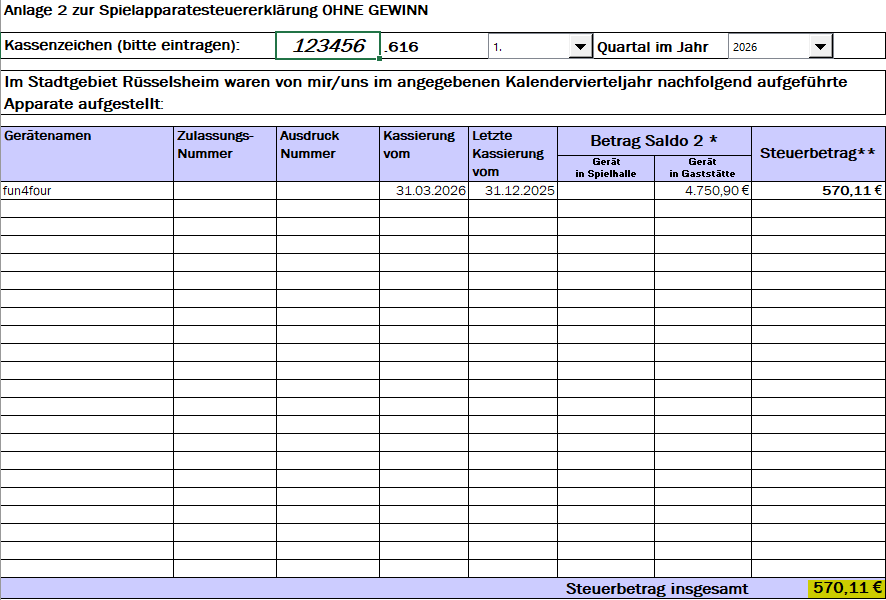 Anlage 2 zur Spielapparatesteuererklärung OHNE GEWINN
Kassenzeichen (bitte eintragen): 123456 .616 1. Quartal im Jahr 2026
Im Stadtgebiet Rüsselsheim waren von mir/uns im angegebenen Kalendervierteljahr nachfolgend aufgeführte
Apparate aufgestellt:
Gerätenamen
Zulassungs-
Nummer
Ausdruck
Nummer
Kassierung
vom
Letzte
Kassierung
vom
Betrag Saldo 2 *
Gerät
in Spielhalle
Gerät
in Gaststätte
Steuerbetrag**
fun4four 31.03.2026 31.12.2025 4.750,90 € 570,11 €
Steuerbetrag insgesamt 570,11 €